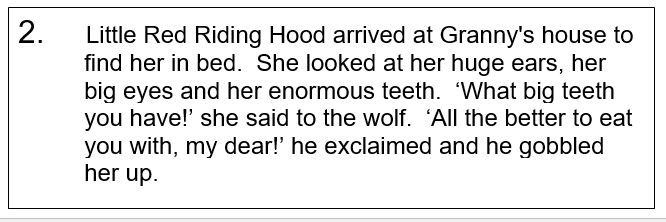 2. Little Red Riding Hood arrived at Granny's house to
find her in bed.  She looked at her huge ears, her
big eyes and her enormous teeth.  ‘What big teeth
you have!’ she said to the wolf.  ‘All the better to eat
you with, my dear!’ he exclaimed and he gobbled
her up.